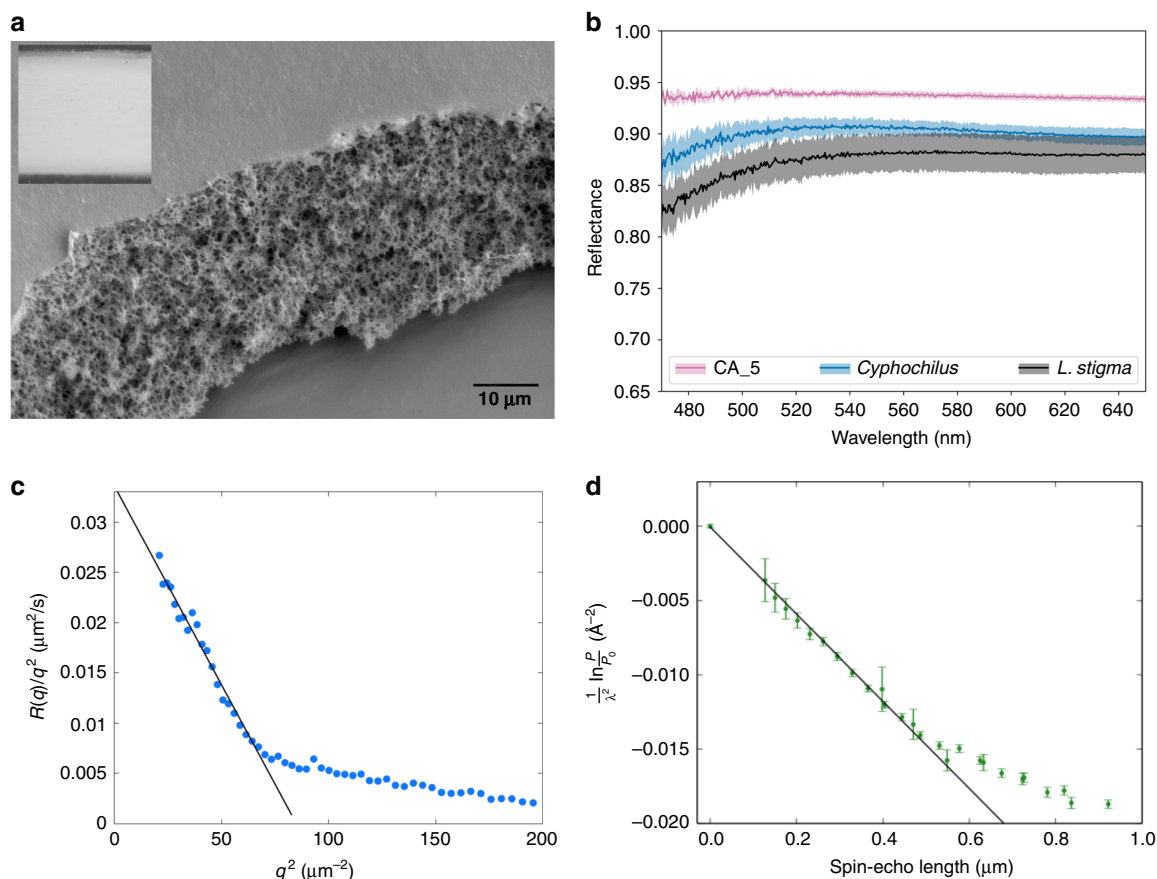 a
10 μm
b
1.00
0.95
0.90
0.85
0.80
0.75
0.70
0.65
Reflectance
CA_5
Cyphochilus
L. stigma
480 500 520 540 560 580 600 620 640
Wavelength (nm)
c
0.03
0.025
0.02
0.015
0.01
0.005
0
R(q)/q² (μm²/s)
0 50 100 150 200
q² (μm⁻²)
d
0.000
−0.005
−0.010
−0.015
−0.020
1/λ² ln P/P₀ (Å⁻²)
0.0 0.2 0.4 0.6 0.8 1.0
Spin-echo length (μm)